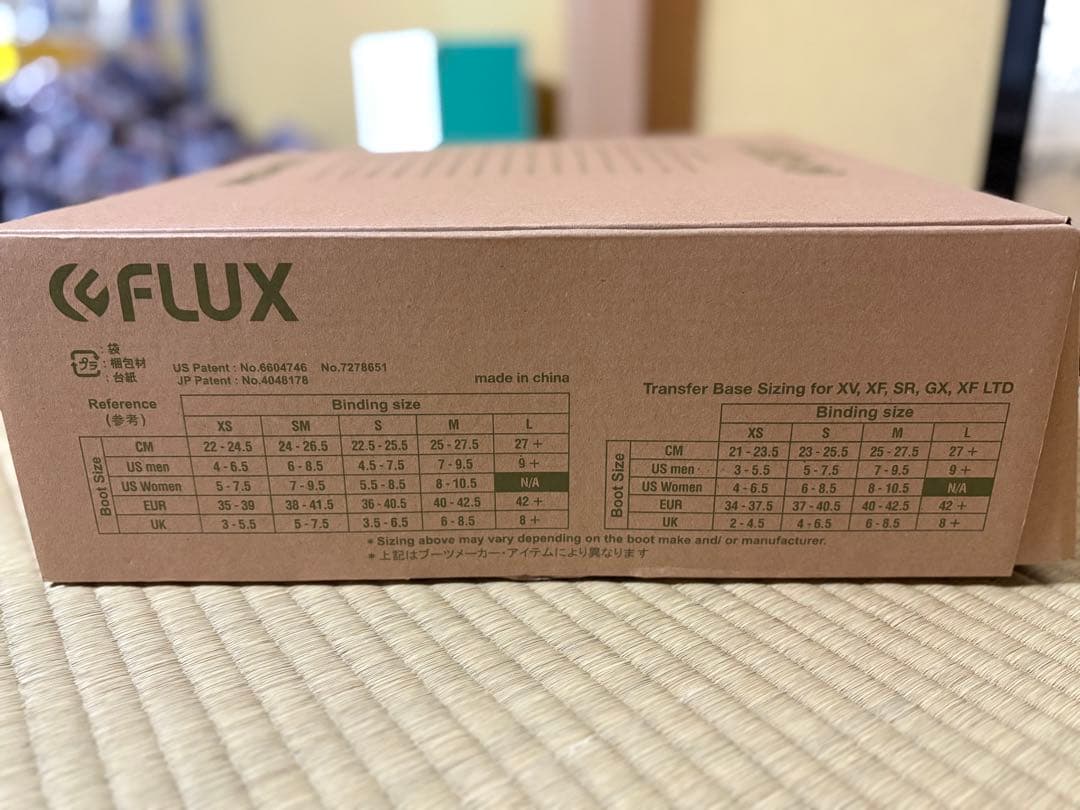 FLUX
プラ
: 袋
: 梱包材
: 台紙
US Patent : No.6604746 No.7278651
JP Patent : No.4048178
made in china
Reference
(参考)
Binding size
XS SM S M L
Boot Size
CM 22 - 24.5 24 - 26.5 22.5 - 25.5 25 - 27.5 27 +
US men 4 - 6.5 6 - 8.5 4.5 - 7.5 7 - 9.5 9 +
US Women 5 - 7.5 7 - 9.5 5.5 - 8.5 8 - 10.5 N/A
EUR 35 - 39 38 - 41.5 36 - 40.5 40 - 42.5 42 +
UK 3 - 5.5 5 - 7.5 3.5 - 6.5 6 - 8.5 8 +
Transfer Base Sizing for XV, XF, SR, GX, XF LTD
Binding size
XS S M L
Boot Size
CM 21 - 23.5 23 - 25.5 25 - 27.5 27 +
US men 3 - 5.5 5 - 7.5 7 - 9.5 9 +
US Women 4 - 6.5 6 - 8.5 8 - 10.5 N/A
EUR 34 - 37.5 37 - 40.5 40 - 42.5 42 +
UK 2 - 4.5 4 - 6.5 6 - 8.5 8 +
* Sizing above may vary depending on the boot make and/ or manufacturer.
* 上記はブーツメーカー・アイテムにより異なります